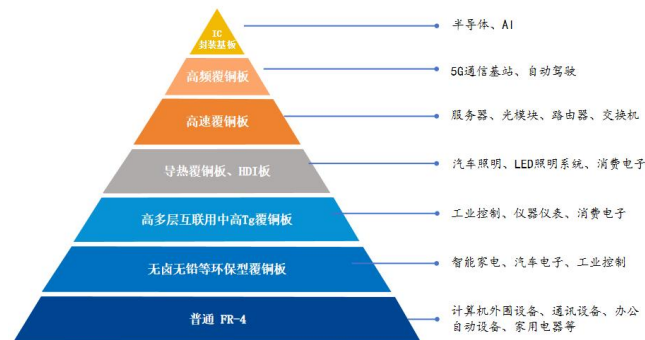 IC
封装基板
半导体、AI
高频覆铜板
5G通信基站、自动驾驶
高速覆铜板
服务器、光模块、路由器、交换机
导热覆铜板、HDI板
汽车照明、LED照明系统、消费电子
高多层互联用中高Tg覆铜板
工业控制、仪器仪表、消费电子
无卤无铅等环保型覆铜板
智能家电、汽车电子、工业控制
普通 FR-4
计算机外围设备、通讯设备、办公
自动设备、家用电器等